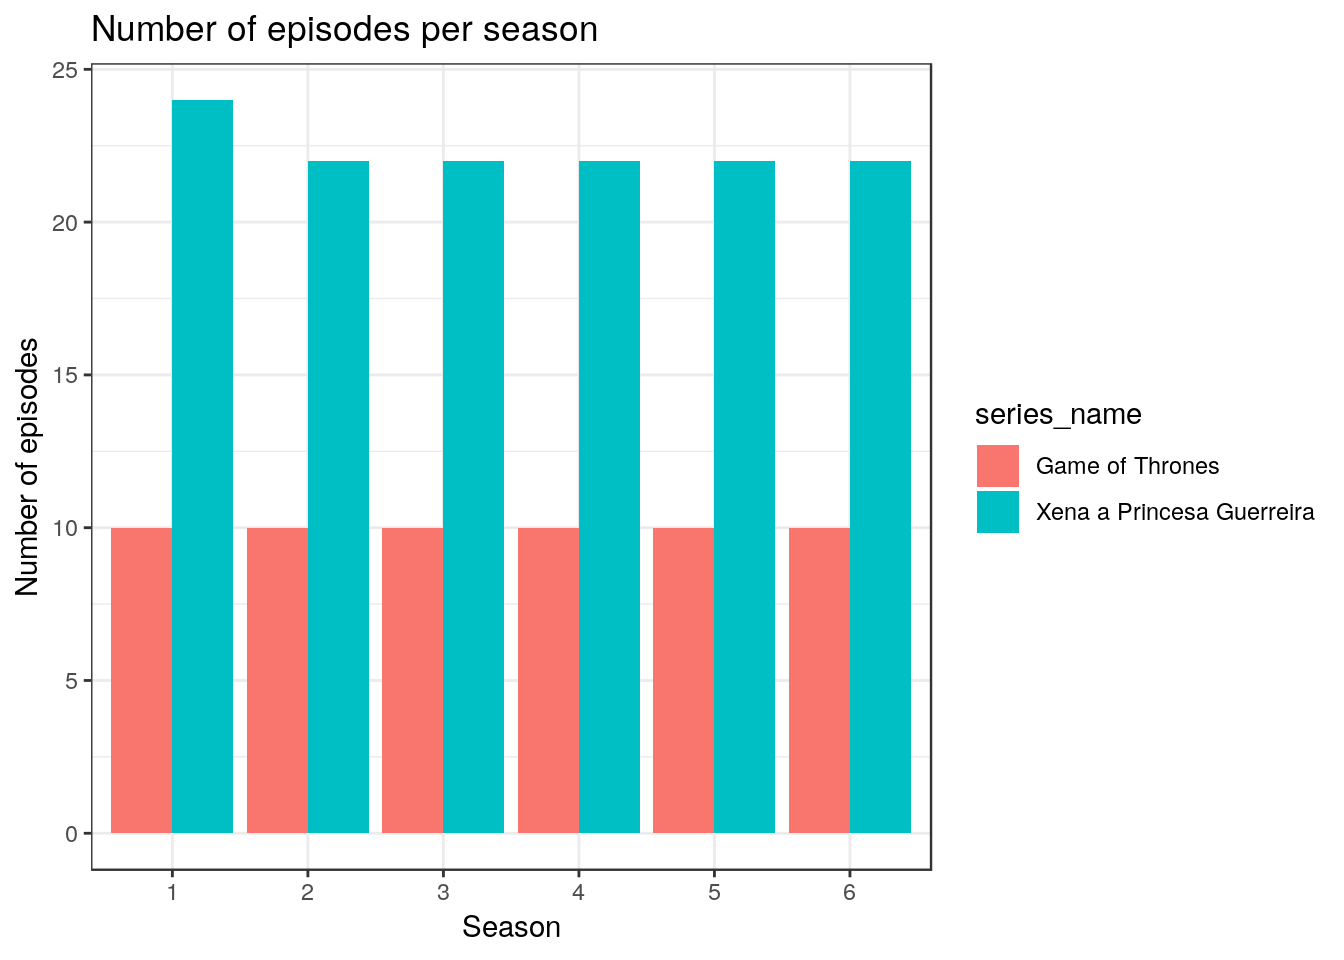 Number of episodes per season
25
20
15
10
5
0
Number of episodes
1 2 3 4 5 6
Season
series_name
Game of Thrones
Xena a Princesa Guerreira